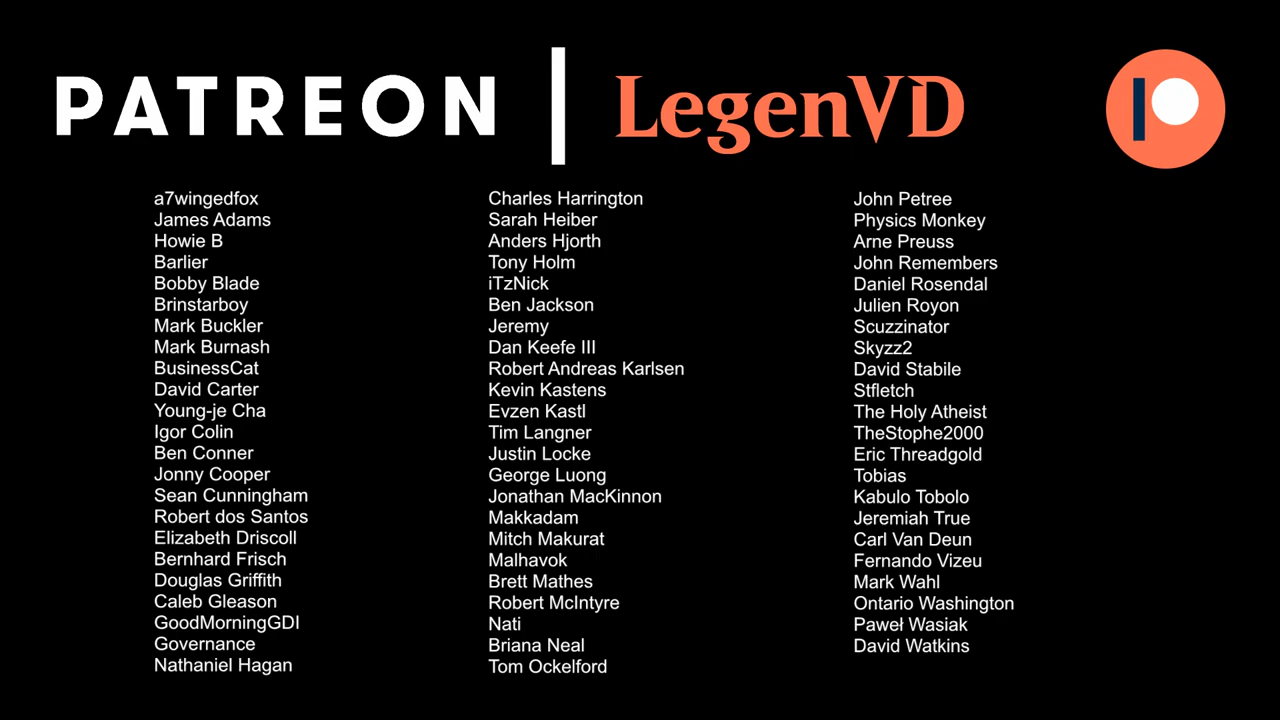 PATREON | LegenVD
a7wingedfox
James Adams
Howie B
Barlier
Bobby Blade
Brinstarboy
Mark Buckler
Mark Burnash
BusinessCat
David Carter
Young-je Cha
Igor Colin
Ben Conner
Jonny Cooper
Sean Cunningham
Robert dos Santos
Elizabeth Driscoll
Bernhard Frisch
Douglas Griffith
Caleb Gleason
GoodMorningGDI
Governance
Nathaniel Hagan
Charles Harrington
Sarah Heiber
Anders Hjorth
Tony Holm
iTzNick
Ben Jackson
Jeremy
Dan Keefe III
Robert Andreas Karlsen
Kevin Kastens
Evzen Kastl
Tim Langner
Justin Locke
George Luong
Jonathan MacKinnon
Makkadam
Mitch Makurat
Malhavok
Brett Mathes
Robert McIntyre
Nati
Briana Neal
Tom Ockelford
John Petree
Physics Monkey
Arne Preuss
John Remembers
Daniel Rosendal
Julien Royon
Scuzzinator
Skyzz2
David Stabile
Stfletch
The Holy Atheist
TheStophe2000
Eric Threadgold
Tobias
Kabulo Tobolo
Jeremiah True
Carl Van Deun
Fernando Vizeu
Mark Wahl
Ontario Washington
Paweł Wasiak
David Watkins